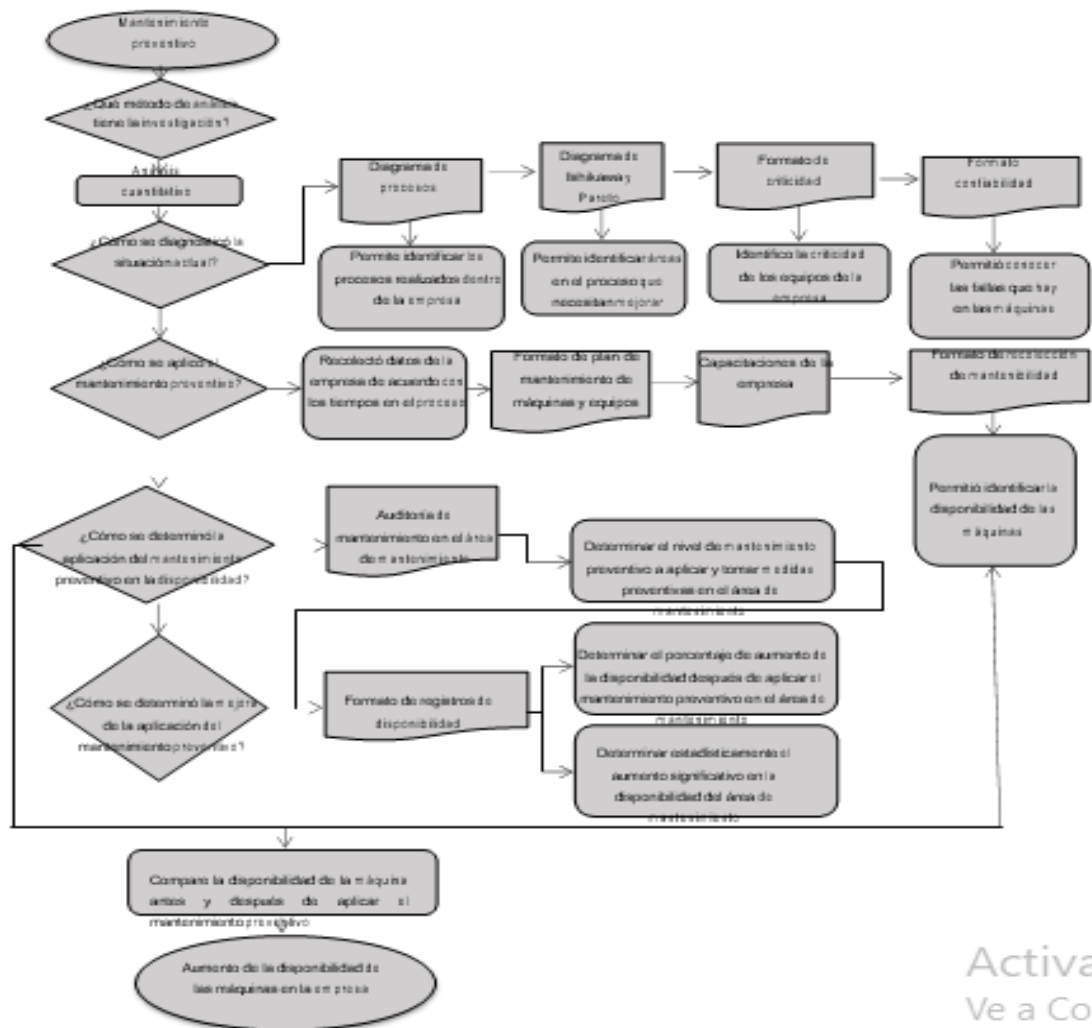 Mantenimiento
preventivo
¿Qué método de análisis
tiene la investigación?
Análisis
cuantitativo
¿Cómo se diagnosticó la
situación actual?
Diagrama de
procesos
Diagrama de
Ishikawa y
Pareto
Formato de
criticidad
Formato
confiabilidad
Permite identificar los
procesos realizados dentro
de la empresa
Permite identificar áreas
en el proceso que
necesitan mejorar
Identifico la criticidad
de los equipos de la
empresa
Permitió conocer
las fallas que hay
en las máquinas
¿Cómo se aplicó el
mantenimiento preventivo?
Recolectó datos de la
empresa de acuerdo con
los tiempos en el proceso
Formato de plan de
mantenimiento de
máquinas y equipos
Capacitaciones de la
empresa
Formato de recolección
de mantenibilidad
Permitió identificar la
disponibilidad de las
máquinas
¿Cómo se determinó la
aplicación del mantenimiento
preventivo en la disponibilidad?
Auditoría de
mantenimiento en el área
de mantenimiento
Determinar el nivel de mantenimiento
preventivo a aplicar y tomar medidas
preventivas en el área de
mantenimiento
¿Cómo se determinó la mejora
de la aplicación del
mantenimiento preventivo?
Formato de registros de
disponibilidad
Determinar el porcentaje de aumento de
la disponibilidad después de aplicar el
mantenimiento preventivo en el área de
mantenimiento
Determinar estadísticamente el
aumento significativo en la
disponibilidad del área de
mantenimiento
Comparo la disponibilidad de la máquina
antes y después de aplicar el
mantenimiento preventivo
Aumento de la disponibilidad de
las máquinas en la empresa
Activa
Ve a Co